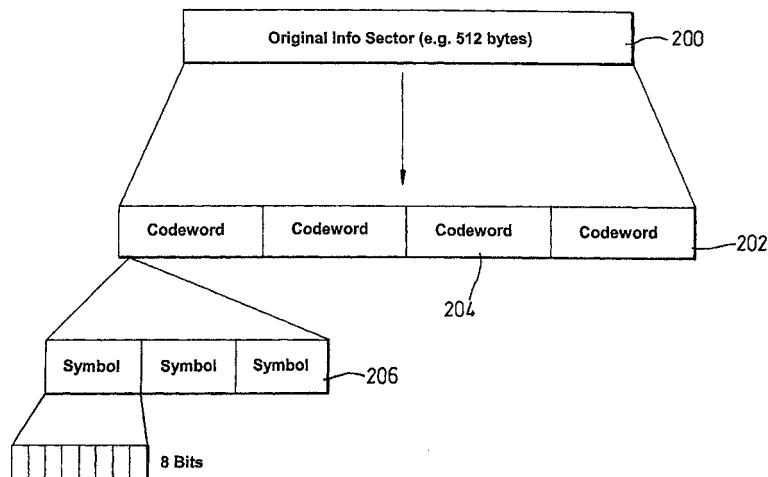 Original Info Sector (e.g. 512 bytes)
200
Codeword Codeword Codeword Codeword
202
204
Symbol Symbol Symbol
206
8 Bits